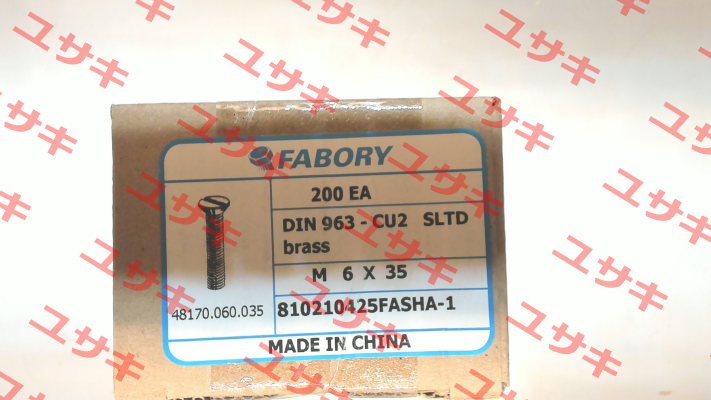 FABORY
200 EA
DIN 963 - CU2 SLTD
brass
M 6 X 35
48170.060.035
810210425FASHA-1
MADE IN CHINA
ユサキ